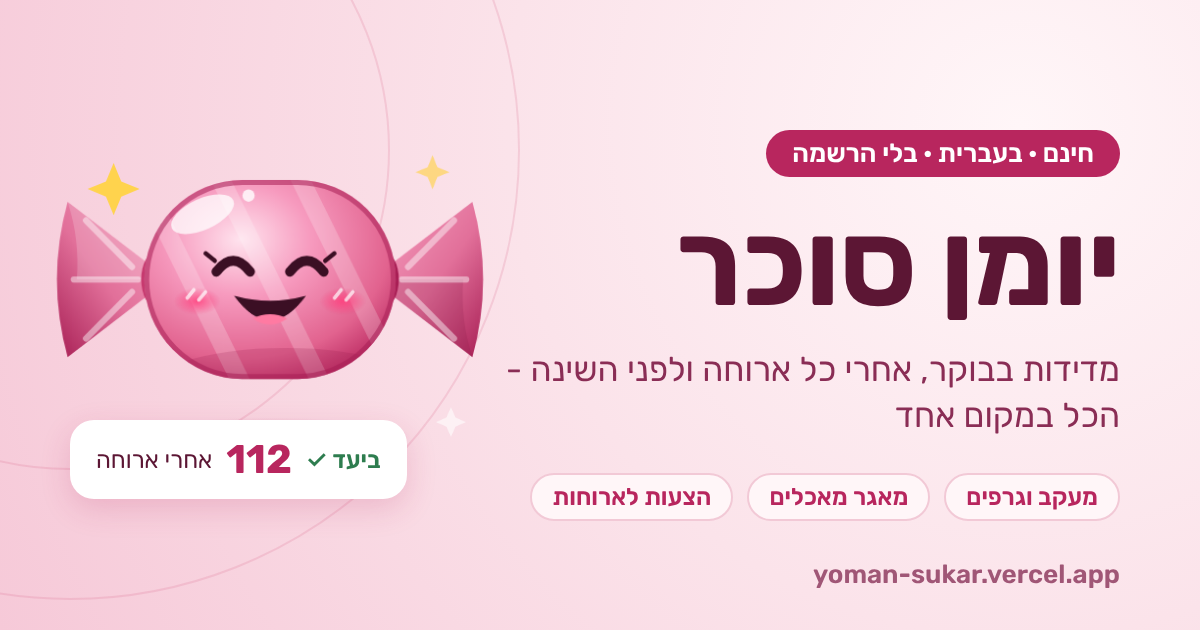 חינם • בעברית • בלי הרשמה
יומן סוכר
מדידות בבוקר, אחרי כל ארוחה ולפני השינה -
הכל במקום אחד
מעקב וגרפים
מאגר מאכלים
הצעות לארוחות
yoman-sukar.vercel.app
ביעד ✓ 112 אחרי ארוחה